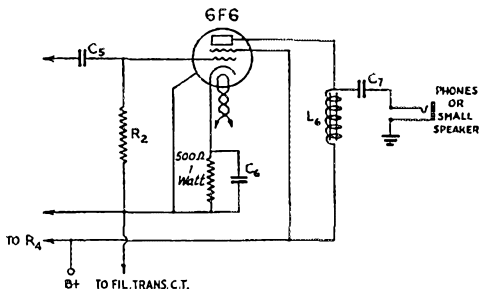 6F6
C5
C7
PHONES
OR
SMALL
SPEAKER
L6
R2
500Ω
1
Watt
C6
TO R4
B+ TO FIL. TRANS. C.T.